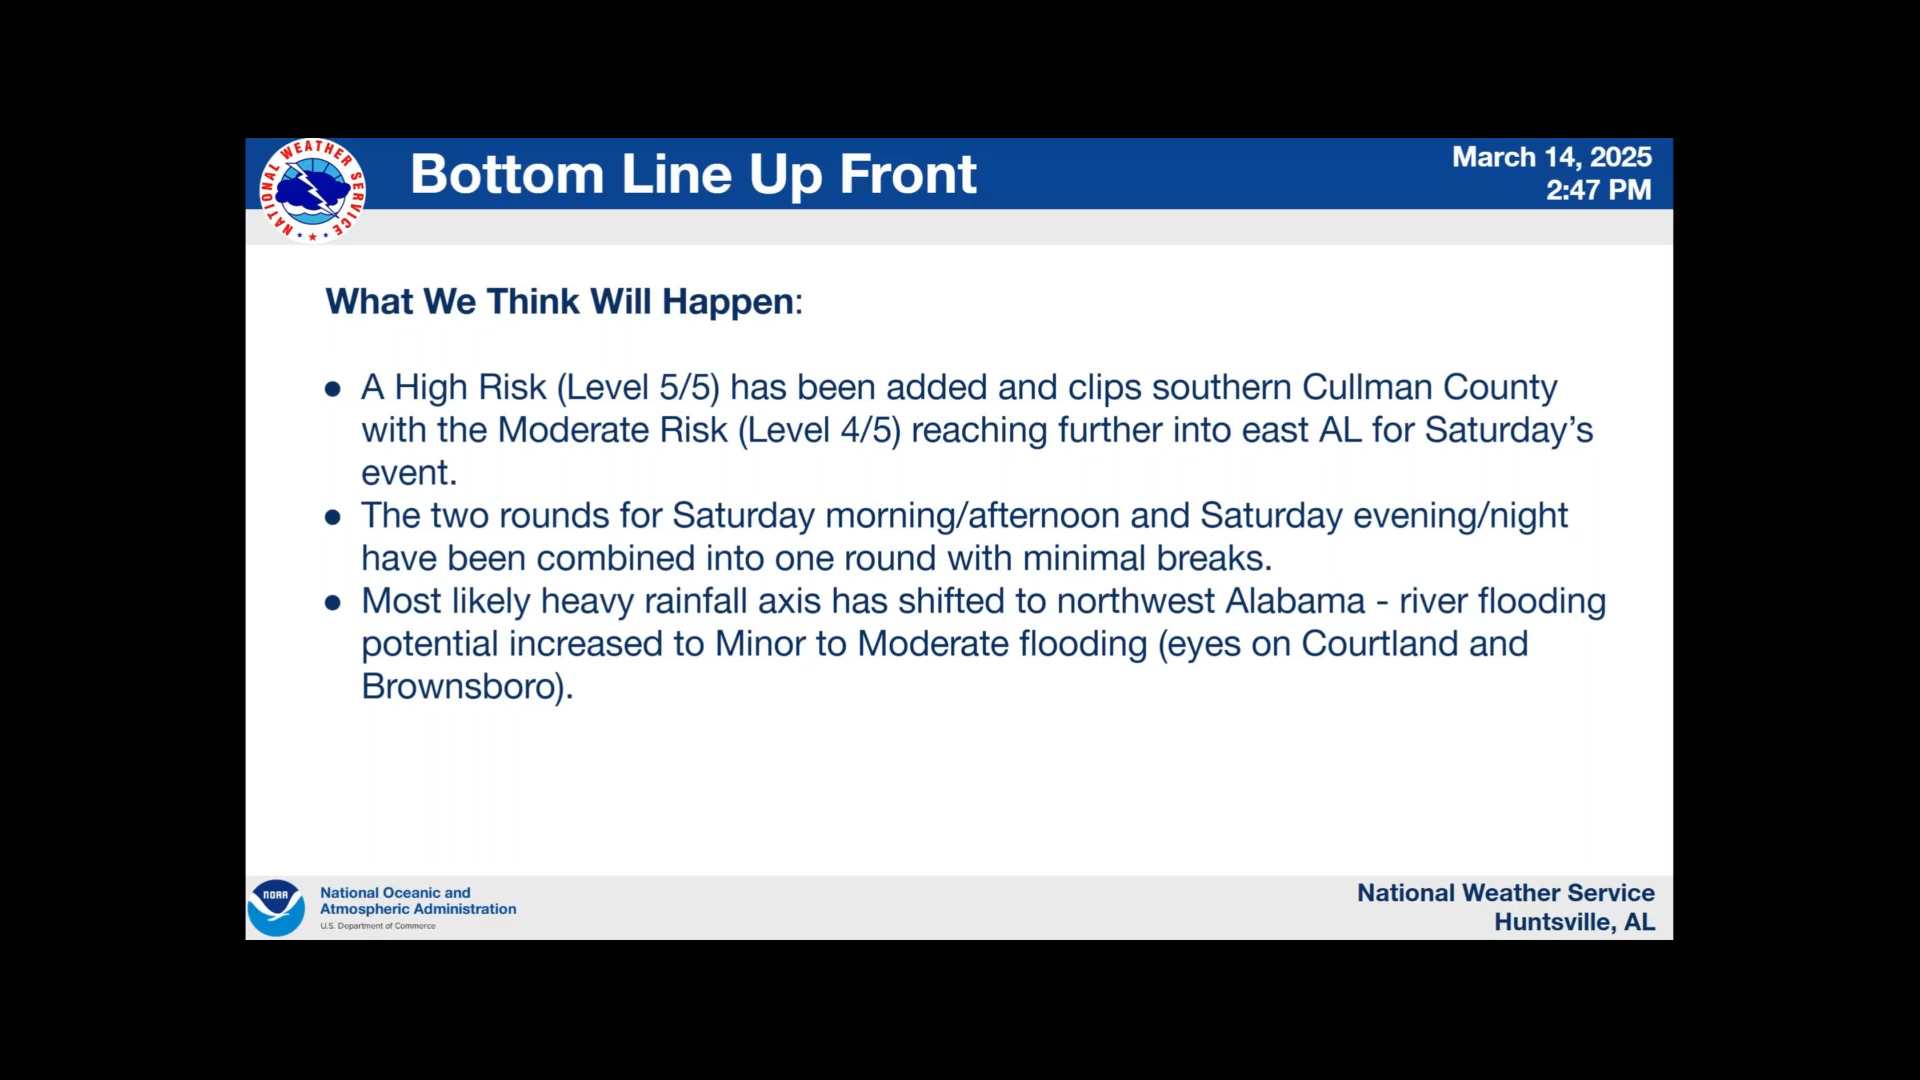 NATIONAL WEATHER SERVICE
Bottom Line Up Front
March 14, 2025
2:47 PM
What We Think Will Happen:
● A High Risk (Level 5/5) has been added and clips southern Cullman County
with the Moderate Risk (Level 4/5) reaching further into east AL for Saturday’s
event.
● The two rounds for Saturday morning/afternoon and Saturday evening/night
have been combined into one round with minimal breaks.
● Most likely heavy rainfall axis has shifted to northwest Alabama - river flooding
potential increased to Minor to Moderate flooding (eyes on Courtland and
Brownsboro).
NOAA
National Oceanic and
Atmospheric Administration
U.S. Department of Commerce
National Weather Service
Huntsville, AL